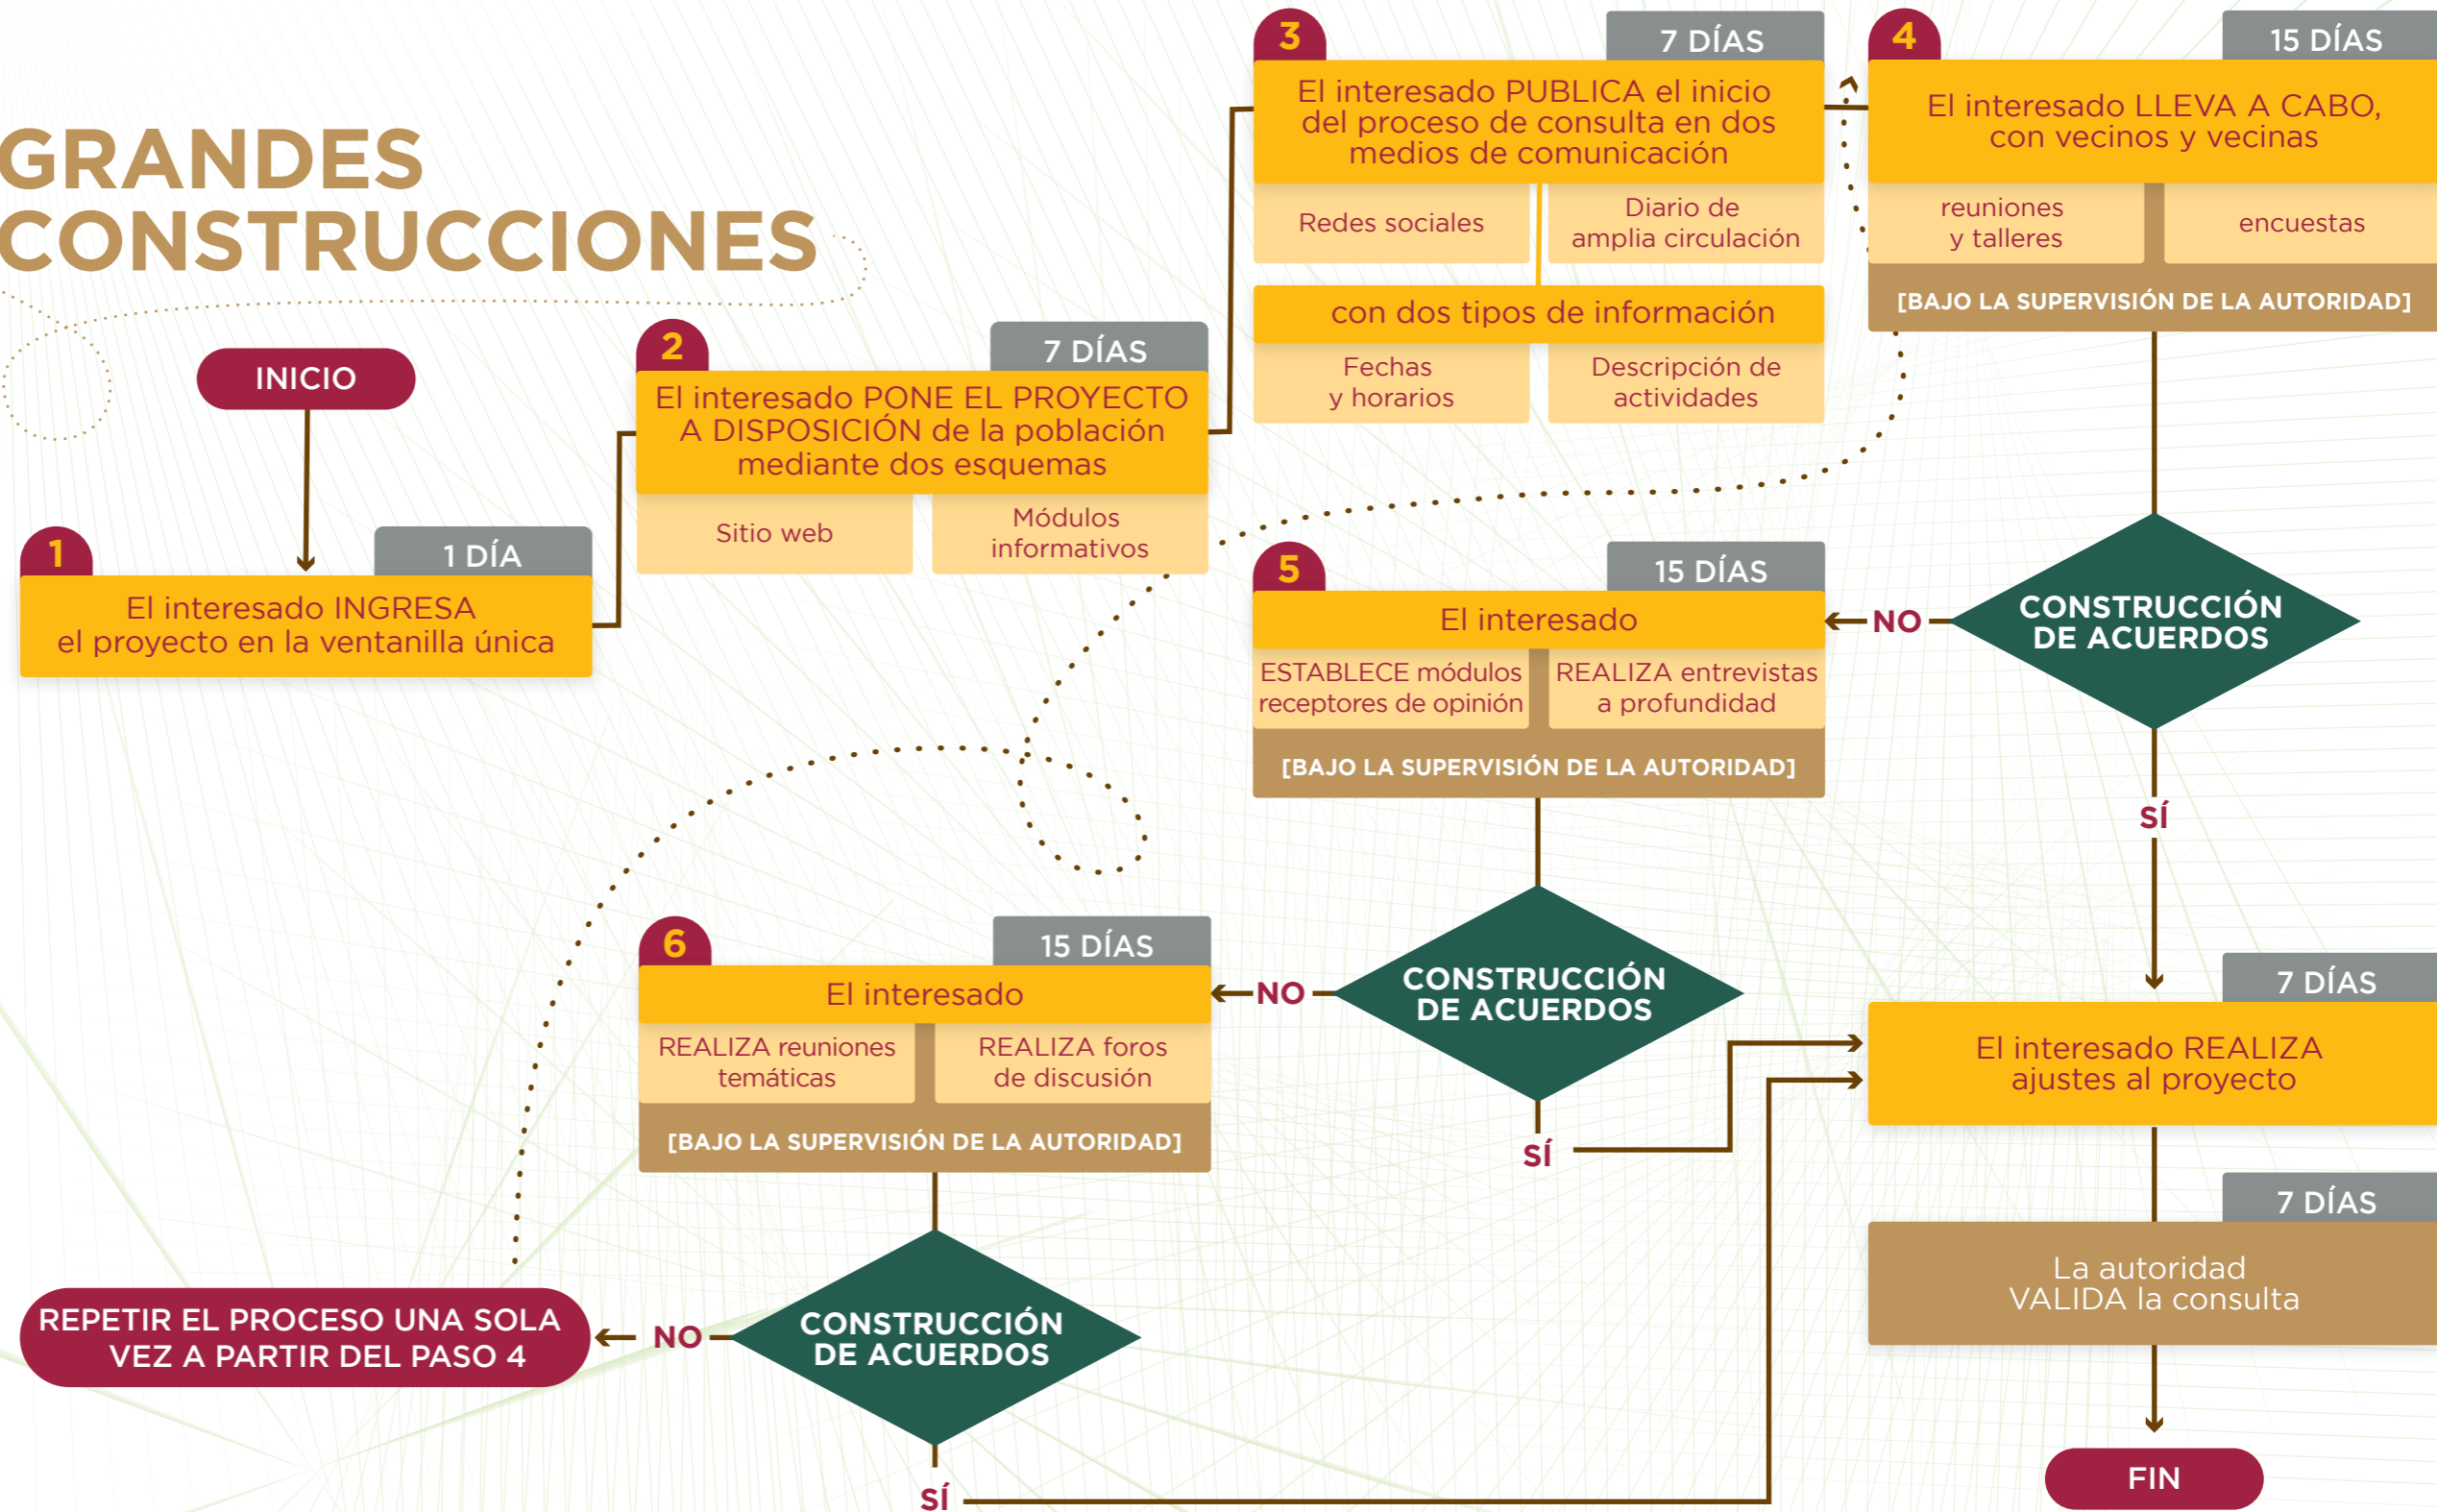 GRANDES
CONSTRUCCIONES
INICIO
1
1 DÍA
El interesado INGRESA
el proyecto en la ventanilla única
2
7 DÍAS
El interesado PONE EL PROYECTO
A DISPOSICIÓN de la población
mediante dos esquemas
Sitio web
Módulos
informativos
3
7 DÍAS
El interesado PUBLICA el inicio
del proceso de consulta en dos
medios de comunicación
Redes sociales
Diario de
amplia circulación
con dos tipos de información
Fechas
y horarios
Descripción de
actividades
4
15 DÍAS
El interesado LLEVA A CABO,
con vecinos y vecinas
reuniones
y talleres
encuestas
[BAJO LA SUPERVISIÓN DE LA AUTORIDAD]
CONSTRUCCIÓN
DE ACUERDOS
NO
SÍ
5
15 DÍAS
El interesado
ESTABLECE módulos
receptores de opinión
REALIZA entrevistas
a profundidad
[BAJO LA SUPERVISIÓN DE LA AUTORIDAD]
CONSTRUCCIÓN
DE ACUERDOS
NO
SÍ
6
15 DÍAS
El interesado
REALIZA reuniones
temáticas
REALIZA foros
de discusión
[BAJO LA SUPERVISIÓN DE LA AUTORIDAD]
CONSTRUCCIÓN
DE ACUERDOS
NO
SÍ
REPETIR EL PROCESO UNA SOLA
VEZ A PARTIR DEL PASO 4
7 DÍAS
El interesado REALIZA
ajustes al proyecto
7 DÍAS
La autoridad
VALIDA la consulta
FIN